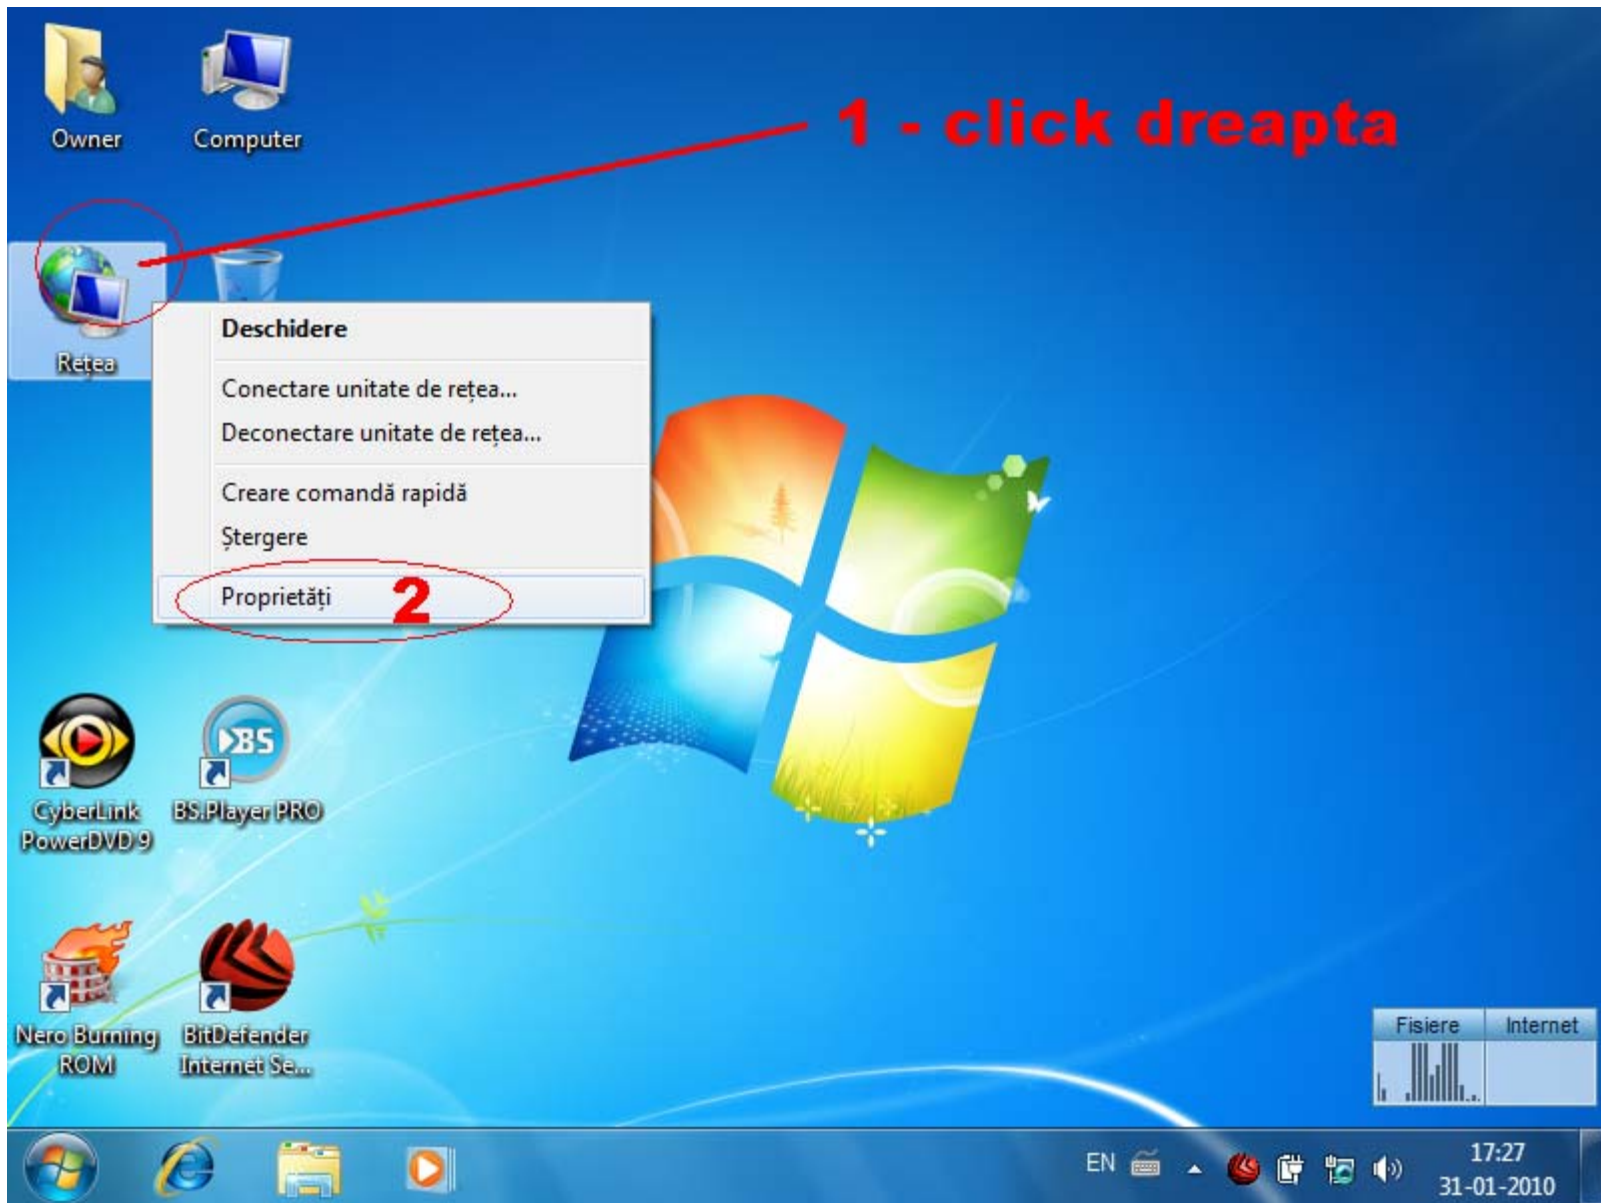 Owner
Computer
1 - click dreapta
Rețea
Deschidere
Conectare unitate de rețea...
Deconectare unitate de rețea...
Creare comandă rapidă
Ștergere
Proprietăți 2
BS
CyberLink
PowerDVD 9
BS.Player PRO
Nero Burning
ROM
BitDefender
Internet Se...
Fisiere Internet
EN
17:27
31-01-2010